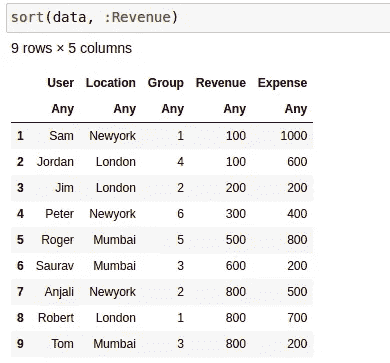 sort(data, :Revenue)
9 rows × 5 columns
User Location Group Revenue Expense
Any Any Any Any Any
1 Sam Newyork 1 100 1000
2 Jordan London 4 100 600
3 Jim London 2 200 200
4 Peter Newyork 6 300 400
5 Roger Mumbai 5 500 800
6 Saurav Mumbai 3 600 200
7 Anjali Newyork 2 800 500
8 Robert London 1 800 700
9 Tom Mumbai 3 800 200